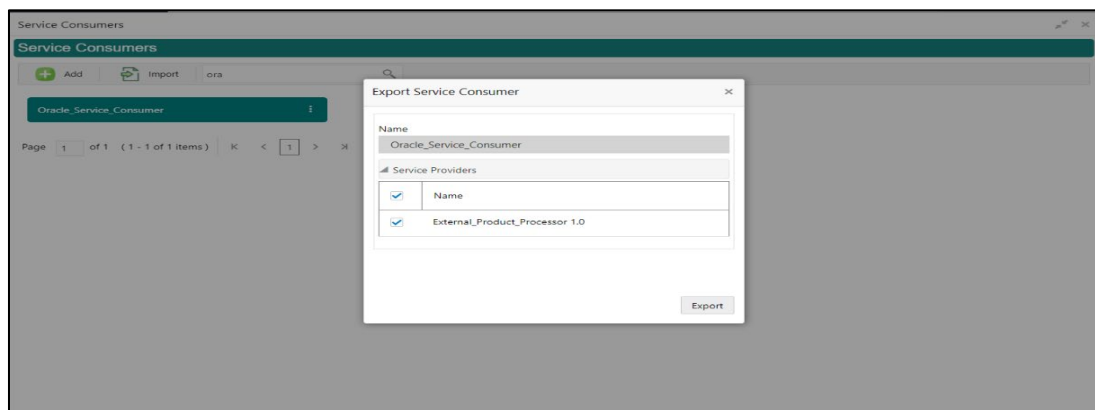 Service Consumers
Service Consumers
Add Import ora
Oracle_Service_Consumer
Page 1 of 1 (1 - 1 of 1 items) K < 1 > >|
Export Service Consumer
Name
Oracle_Service_Consumer
Service Providers
Name
External_Product_Processor 1.0
Export